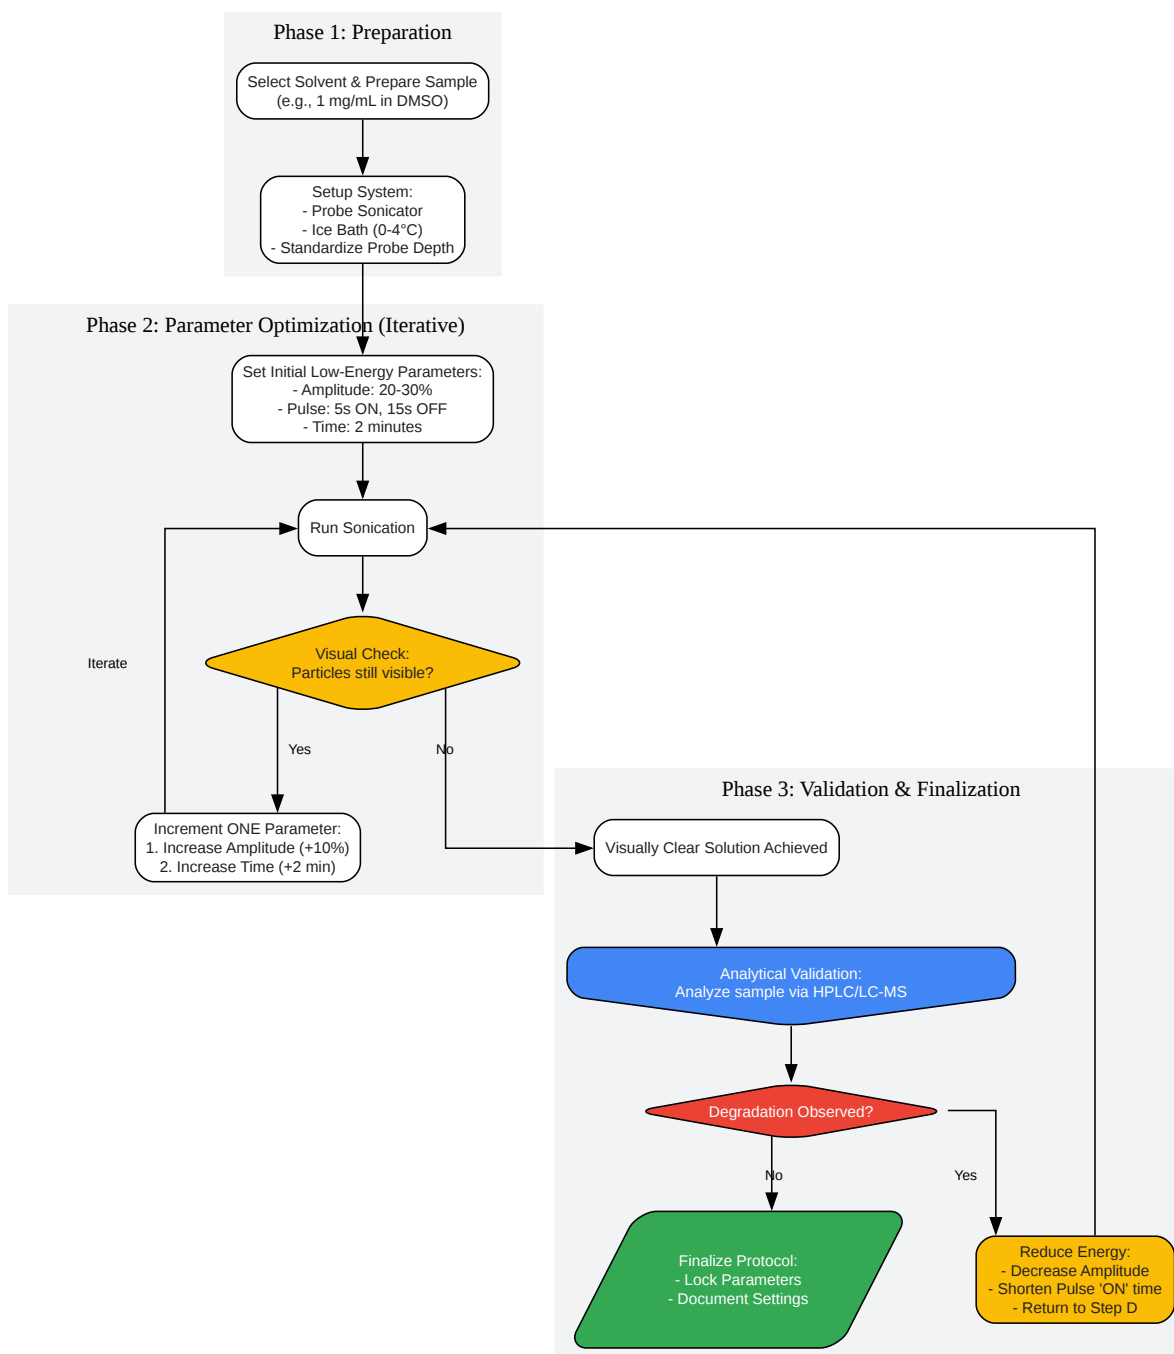 Phase 1: Preparation
Select Solvent & Prepare Sample
(e.g., 1 mg/mL in DMSO)
Setup System:
- Probe Sonicator
- Ice Bath (0-4°C)
- Standardize Probe Depth
Phase 2: Parameter Optimization (Iterative)
Set Initial Low-Energy Parameters:
- Amplitude: 20-30%
- Pulse: 5s ON, 15s OFF
- Time: 2 minutes
Run Sonication
Visual Check:
Particles still visible?
Iterate
Yes
No
Increment ONE Parameter:
1. Increase Amplitude (+10%)
2. Increase Time (+2 min)
Phase 3: Validation & Finalization
Visually Clear Solution Achieved
Analytical Validation:
Analyze sample via HPLC/LC-MS
Degradation Observed?
No
Yes
Finalize Protocol:
- Lock Parameters
- Document Settings
Reduce Energy:
- Decrease Amplitude
- Shorten Pulse 'ON' time
- Return to Step D